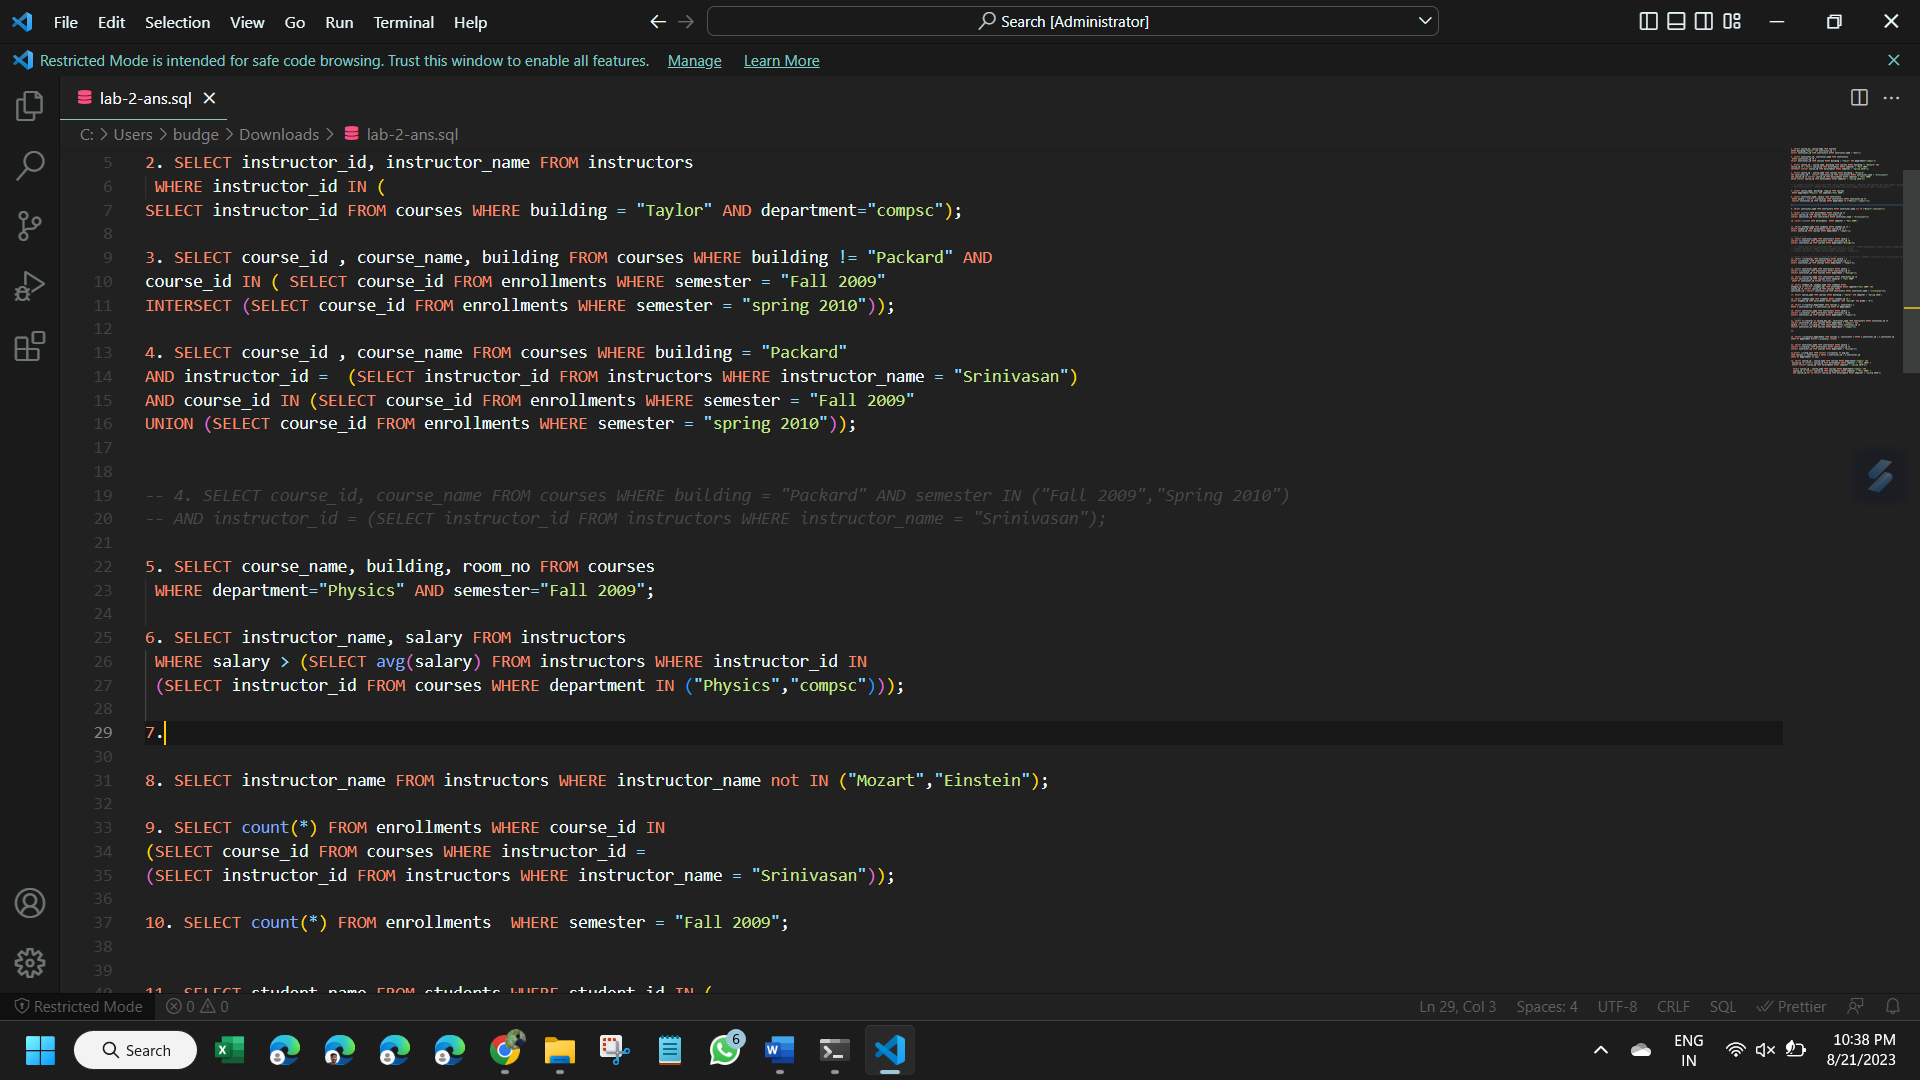 File Edit Selection View Go Run Terminal Help
Search [Administrator]
Restricted Mode is intended for safe code browsing. Trust this window to enable all features. Manage Learn More
lab-2-ans.sql
C: > Users > budge > Downloads > lab-2-ans.sql
5 2. SELECT instructor_id, instructor_name FROM instructors
6 WHERE instructor_id IN (
7 SELECT instructor_id FROM courses WHERE building = "Taylor" AND department="compsc");
8
9 3. SELECT course_id , course_name, building FROM courses WHERE building != "Packard" AND
10 course_id IN ( SELECT course_id FROM enrollments WHERE semester = "Fall 2009"
11 INTERSECT (SELECT course_id FROM enrollments WHERE semester = "spring 2010"));
12
13 4. SELECT course_id , course_name FROM courses WHERE building = "Packard"
14 AND instructor_id =  (SELECT instructor_id FROM instructors WHERE instructor_name = "Srinivasan")
15 AND course_id IN (SELECT course_id FROM enrollments WHERE semester = "Fall 2009"
16 UNION (SELECT course_id FROM enrollments WHERE semester = "spring 2010"));
17
18
19 -- 4. SELECT course_id, course_name FROM courses WHERE building = "Packard" AND semester IN ("Fall 2009","Spring 2010")
20 -- AND instructor_id = (SELECT instructor_id FROM instructors WHERE instructor_name = "Srinivasan");
21
22 5. SELECT course_name, building, room_no FROM courses
23 WHERE department="Physics" AND semester="Fall 2009";
24
25 6. SELECT instructor_name, salary FROM instructors
26 WHERE salary > (SELECT avg(salary) FROM instructors WHERE instructor_id IN
27 (SELECT instructor_id FROM courses WHERE department IN ("Physics","compsc")));
28
29 7.
30
31 8. SELECT instructor_name FROM instructors WHERE instructor_name not IN ("Mozart","Einstein");
32
33 9. SELECT count(*) FROM enrollments WHERE course_id IN
34 (SELECT course_id FROM courses WHERE instructor_id =
35 (SELECT instructor_id FROM instructors WHERE instructor_name = "Srinivasan"));
36
37 10. SELECT count(*) FROM enrollments  WHERE semester = "Fall 2009";
38
39
40 11. SELECT student_name FROM students WHERE student_id IN (
Restricted Mode 0 0 Ln 29, Col 3 Spaces: 4 UTF-8 CRLF SQL Prettier
Search 6 ENG IN 10:38 PM
8/21/2023